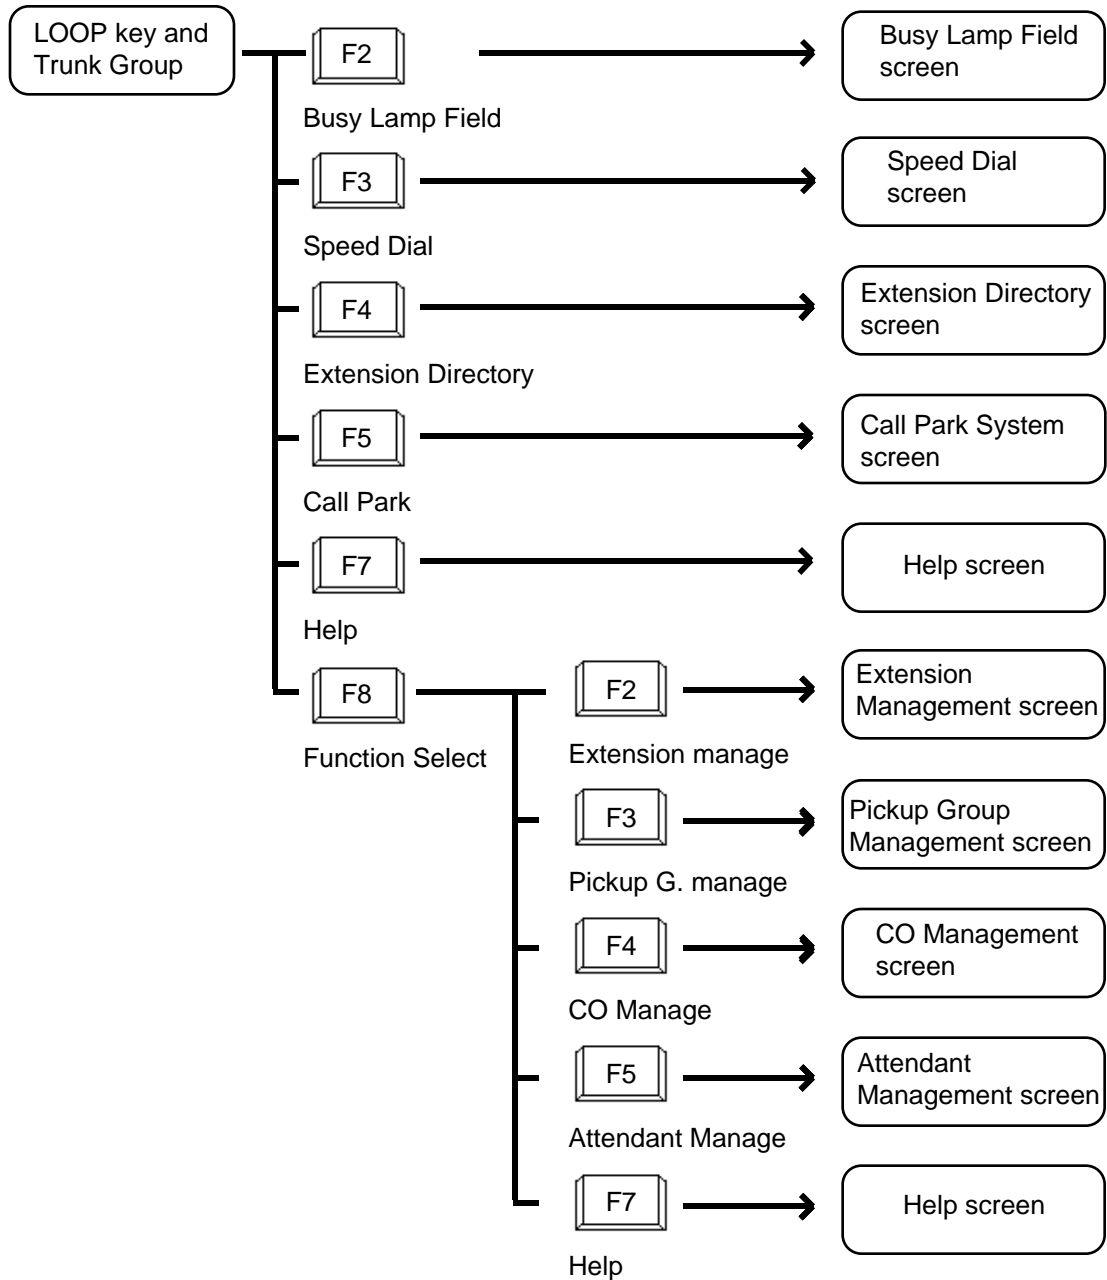 LOOP key and
Trunk Group
F2
Busy Lamp Field
Busy Lamp Field
screen
F3
Speed Dial
Speed Dial
screen
F4
Extension Directory
Extension Directory
screen
F5
Call Park
Call Park System
screen
F7
Help
Help screen
F8
Function Select
F2
Extension manage
Extension
Management screen
F3
Pickup G. manage
Pickup Group
Management screen
F4
CO Manage
CO Management
screen
F5
Attendant Manage
Attendant
Management screen
F7
Help
Help screen